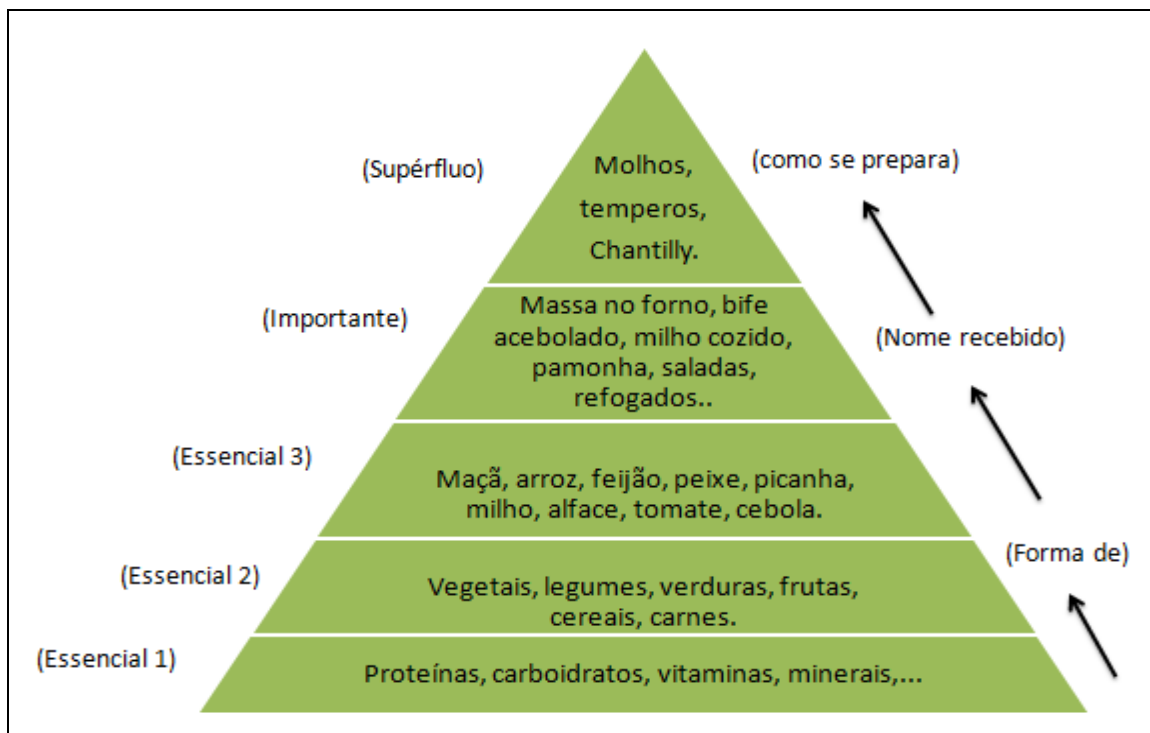 (Supérfluo)
Molhos,
temperos,
Chantilly.
(como se prepara)
(Importante)
Massa no forno, bife
acebolado, milho cozido,
pamonha, saladas,
refogados..
(Nome recebido)
(Essencial 3)
Maçã, arroz, feijão, peixe, picanha,
milho, alface, tomate, cebola.
(Forma de)
(Essencial 2)
Vegetais, legumes, verduras, frutas,
cereais, carnes.
(Essencial 1)
Proteínas, carboidratos, vitaminas, minerais,...